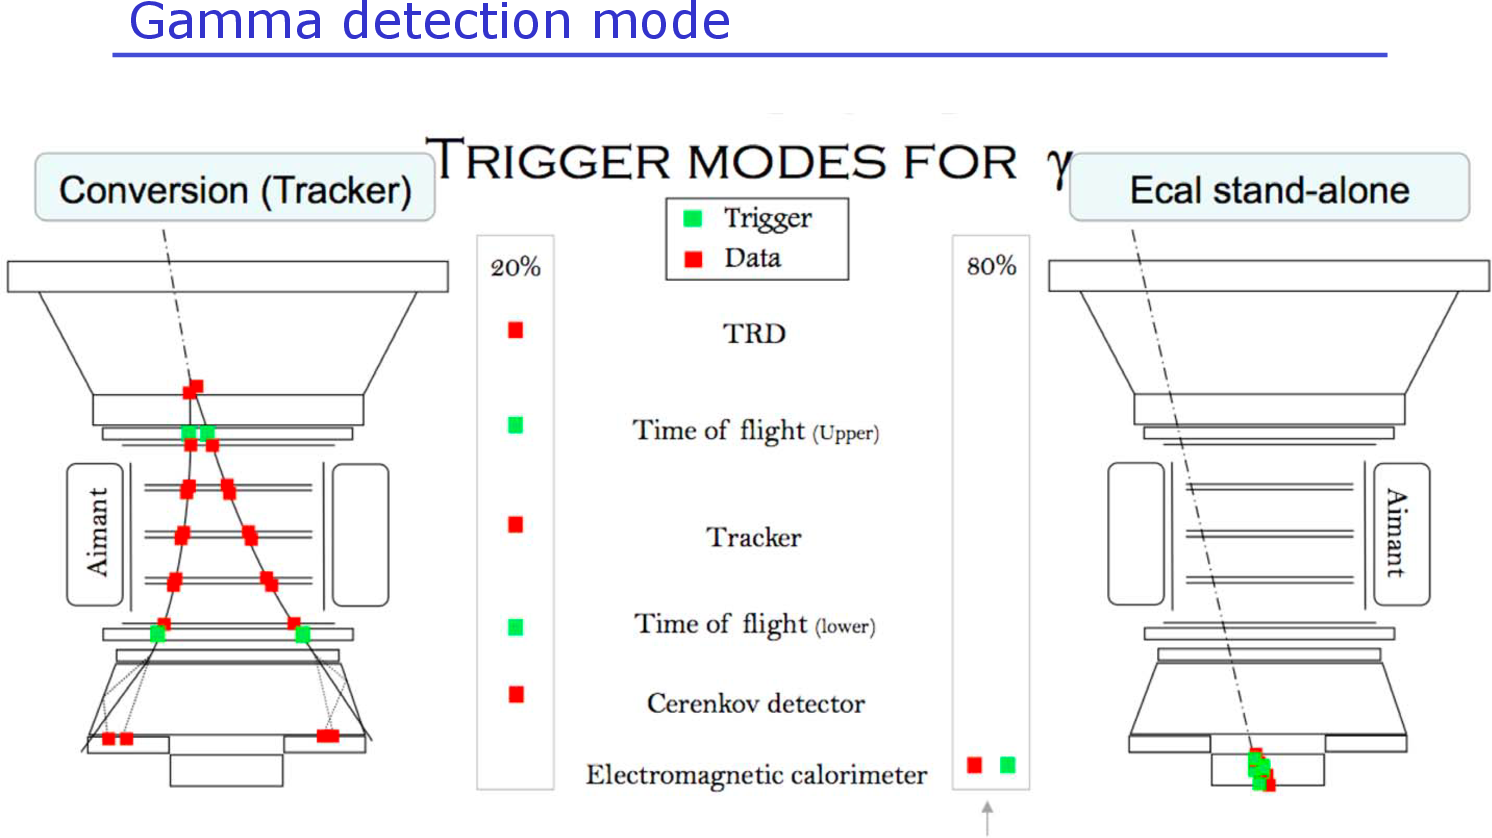 Gamma detection mode
TRIGGER MODES FOR γ
Conversion (Tracker)
Ecal stand-alone
Trigger
Data
20%
80%
TRD
Time of flight (Upper)
Aimant
Tracker
Aimant
Time of flight (lower)
Cerenkov detector
Electromagnetic calorimeter